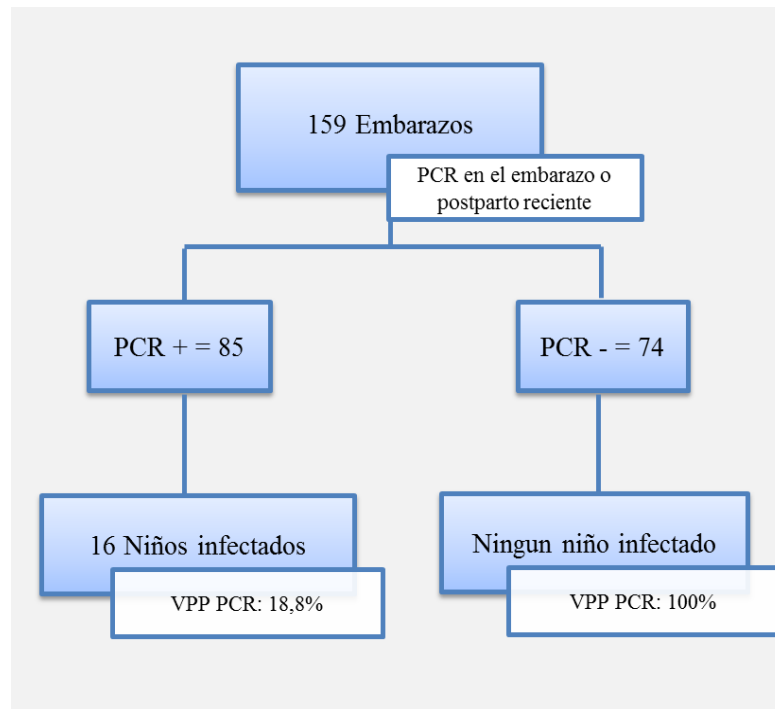 159 Embarazos
PCR en el embarazo o
postparto reciente
PCR + = 85
PCR - = 74
16 Niños infectados
VPP PCR: 18,8%
Ningun niño infectado
VPP PCR: 100%